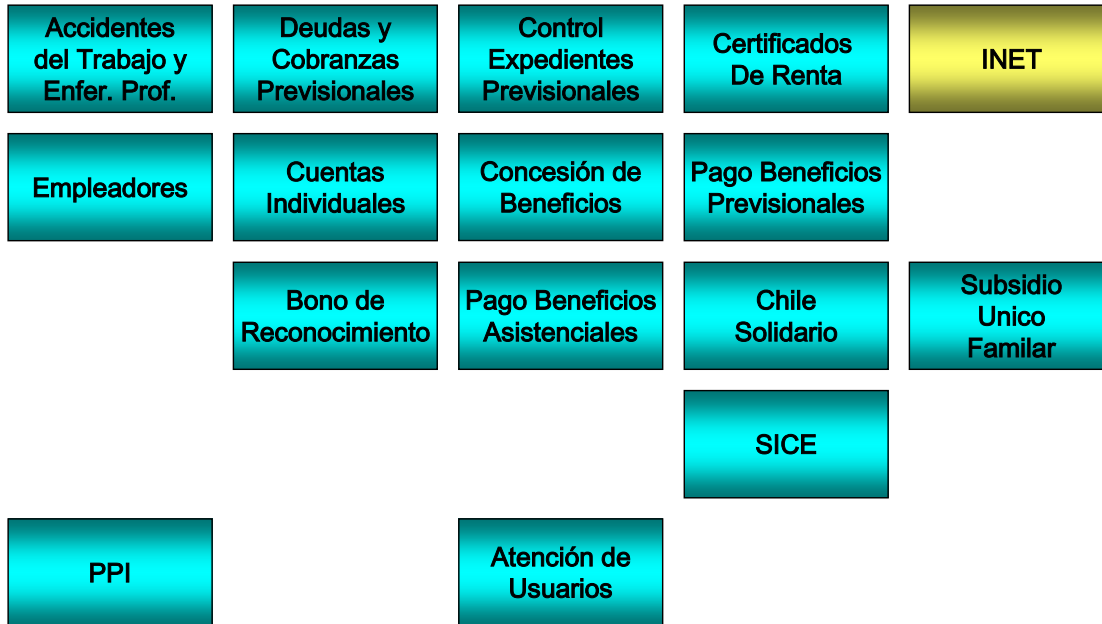 Accidentes
del Trabajo y
Enfer. Prof.
Deudas y
Cobranzas
Previsionales
Control
Expedientes
Previsionales
Certificados
De Renta
INET
Empleadores
Cuentas
Individuales
Concesión de
Beneficios
Pago Beneficios
Previsionales
Bono de
Reconocimiento
Pago Beneficios
Asistenciales
Chile
Solidario
Subsidio
Unico
Familar
SICE
PPI
Atención de
Usuarios